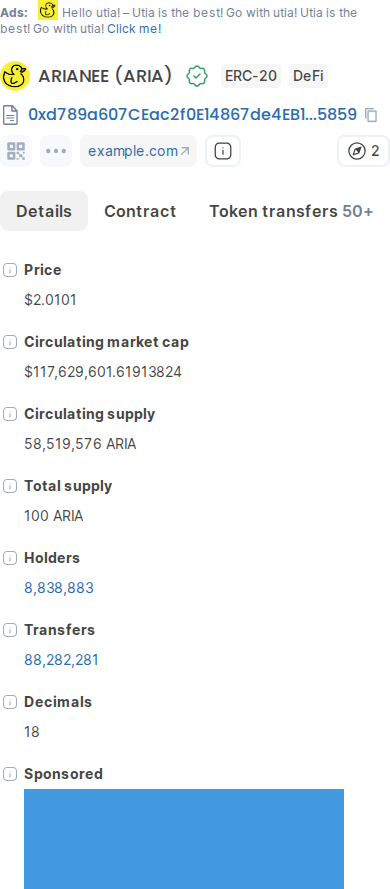 Ads: Hello utia! – Utia is the best! Go with utia! Utia is the
best! Go with utia! Click me!
ARIANEE (ARIA) ERC-20 DeFi
0xd789a607CEac2f0E14867de4EB1...5859
example.com 2
Details Contract Token transfers 50+
Price
$2.0101
Circulating market cap
$117,629,601.61913824
Circulating supply
58,519,576 ARIA
Total supply
100 ARIA
Holders
8,838,883
Transfers
88,282,281
Decimals
18
Sponsored